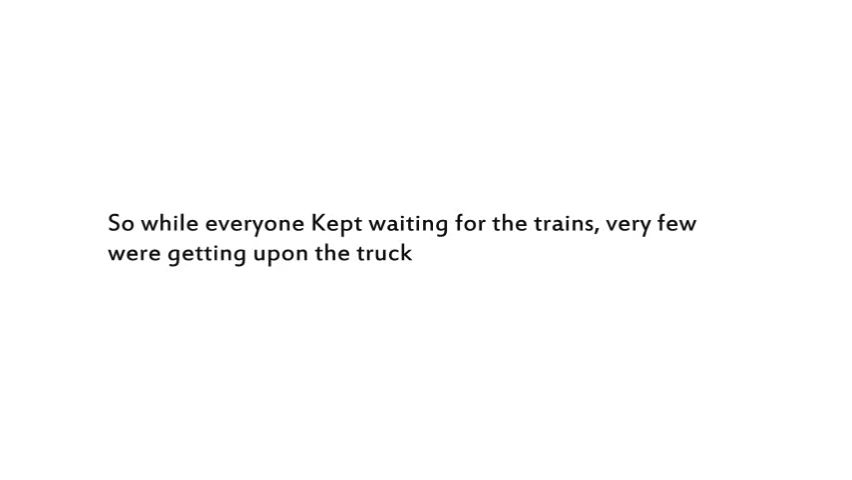 So while everyone Kept waiting for the trains, very few
were getting upon the truck